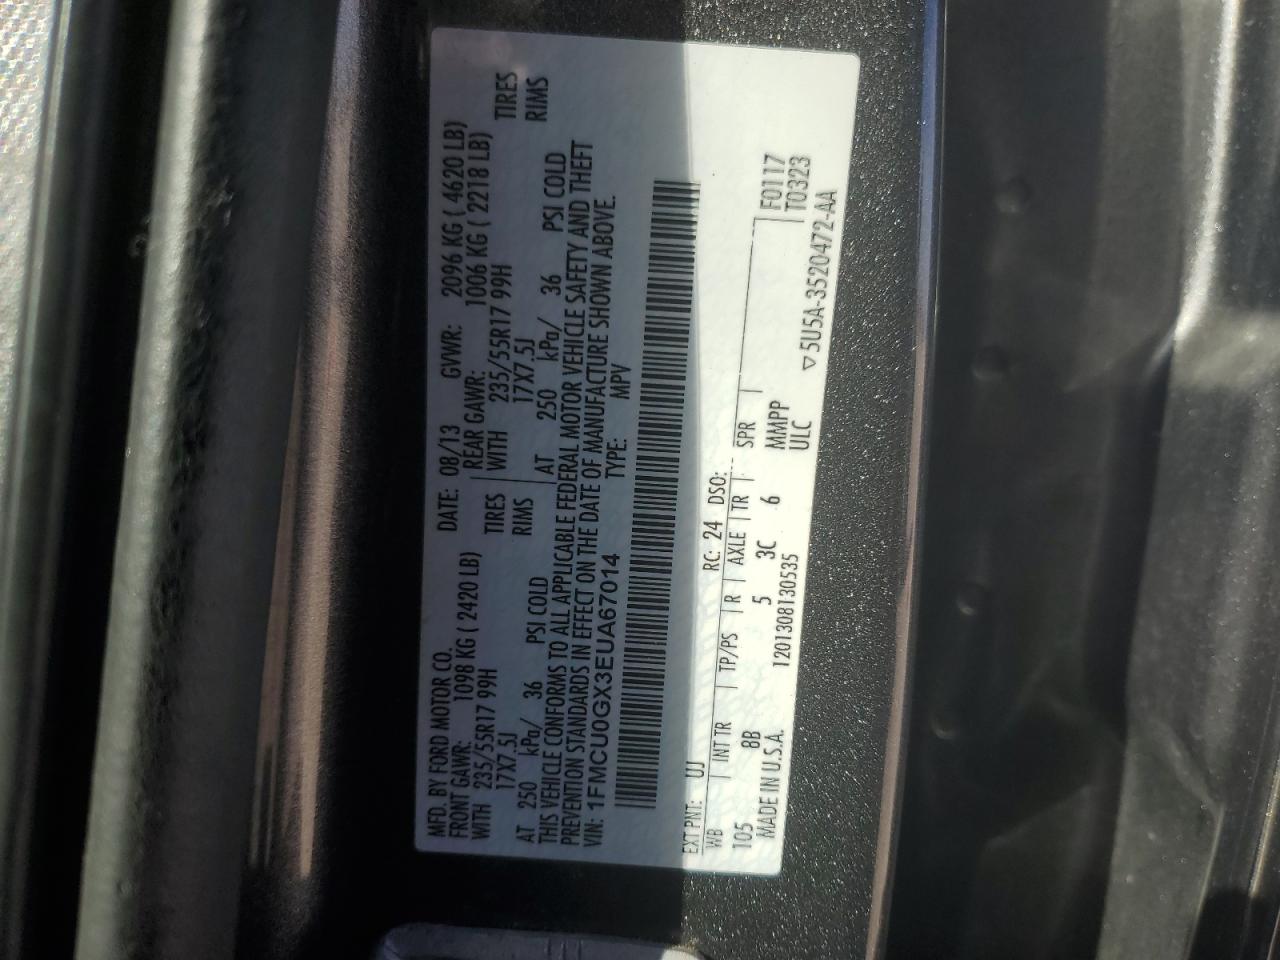 MFD. BY FORD MOTOR CO. DATE: 08/13 GVWR: 2096 KG ( 4620 LB)
FRONT GAWR: 1098 KG ( 2420 LB) REAR GAWR: 1006 KG ( 2218 LB)
WITH 235/55R17 99H TIRES WITH 235/55R17 99H TIRES
17X7.5J RIMS 17X7.5J RIMS
AT 250 kPa/ 36 PSI COLD AT 250 kPa/ 36 PSI COLD
THIS VEHICLE CONFORMS TO ALL APPLICABLE FEDERAL MOTOR VEHICLE SAFETY AND THEFT
PREVENTION STANDARDS IN EFFECT ON THE DATE OF MANUFACTURE SHOWN ABOVE.
VIN: 1FMCU0GX3EUA67014 TYPE: MPV
EXT PNT: UJ RC: 24 DSO:
WB INT TR TP/PS R AXLE TR SPR F0117
105 8B 5 3C 6 MMPP T0323
ULC
MADE IN U.S.A. 1201308130535 ▽5U5A-3520472-AA